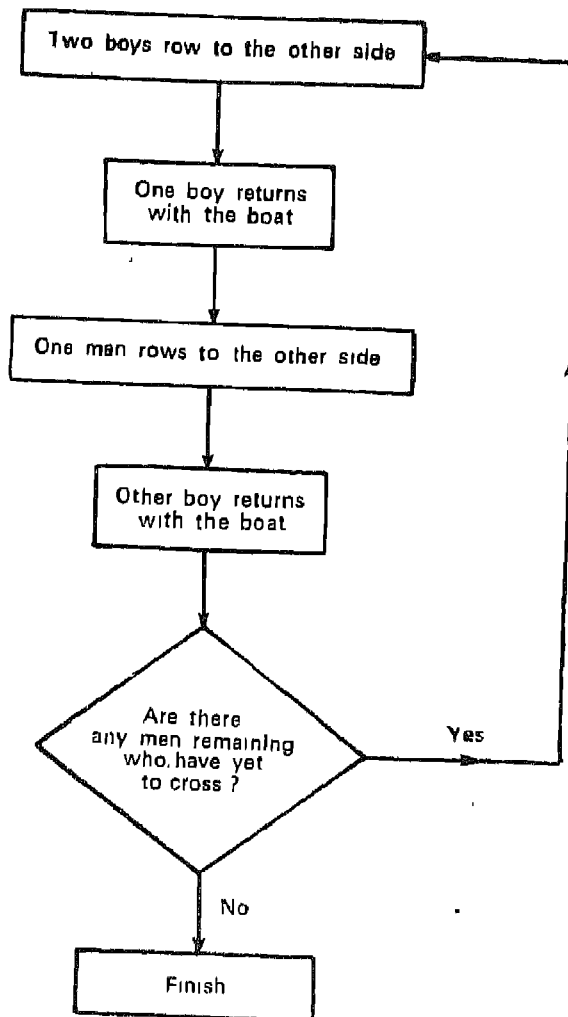 Two boys row to the other side
One boy returns
with the boat
One man rows to the other side
Other boy returns
with the boat
Are there
any men remaining
who have yet
to cross?
Yes
No
Finish